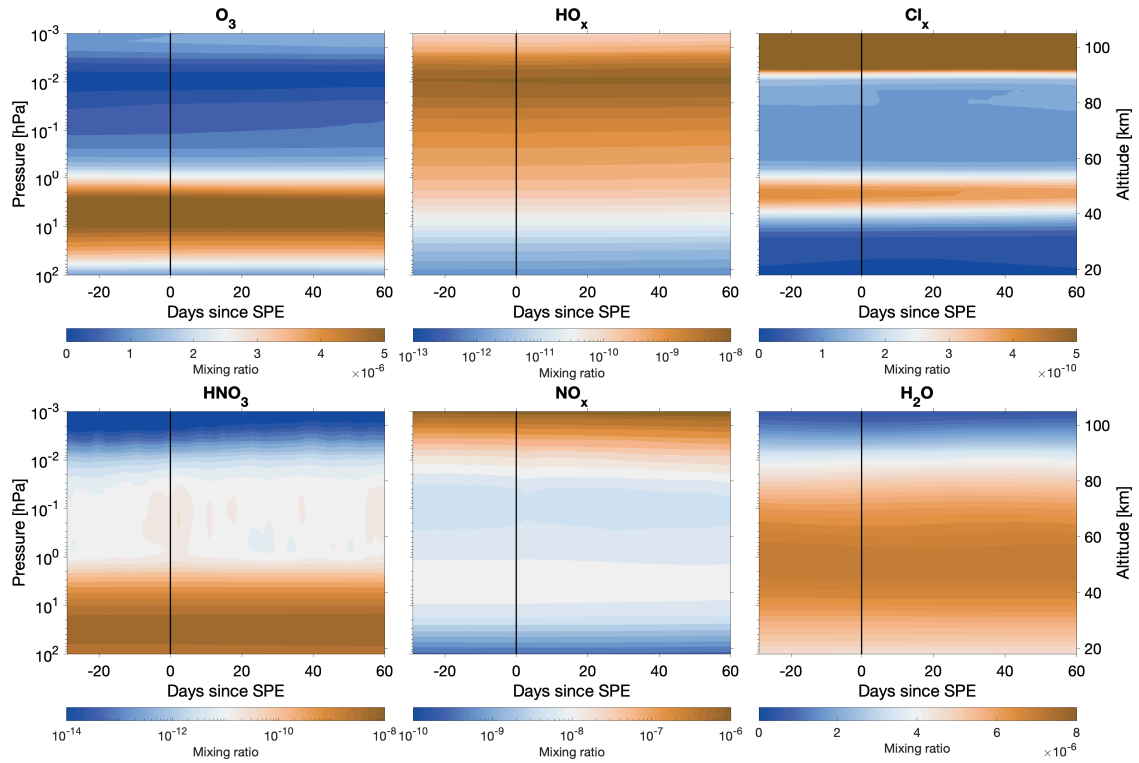 O3 HOx Clx
10-3 100
10-2
80
10-1
60
100
40
101
20
102
Pressure [hPa] Altitude [km]
-20 0 20 40 60 -20 0 20 40 60 -20 0 20 40 60
Days since SPE Days since SPE Days since SPE
0 1 2 3 4 5 10-13 10-12 10-11 10-10 10-9 10-8 0 1 2 3 4 5
Mixing ratio ×10-6 Mixing ratio Mixing ratio ×10-10
HNO3 NOx H2O
10-3 100
10-2
80
10-1
60
100
40
101
20
102
Pressure [hPa] Altitude [km]
-20 0 20 40 60 -20 0 20 40 60 -20 0 20 40 60
Days since SPE Days since SPE Days since SPE
10-14 10-12 10-10 10-8 10-10 10-9 10-8 10-7 10-6 0 2 4 6 8
Mixing ratio Mixing ratio Mixing ratio ×10-6